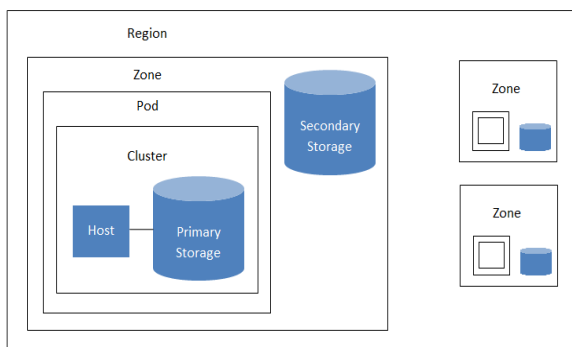 Region
Zone
Pod
Cluster
Host
Primary
Storage
Secondary
Storage
Zone
Zone